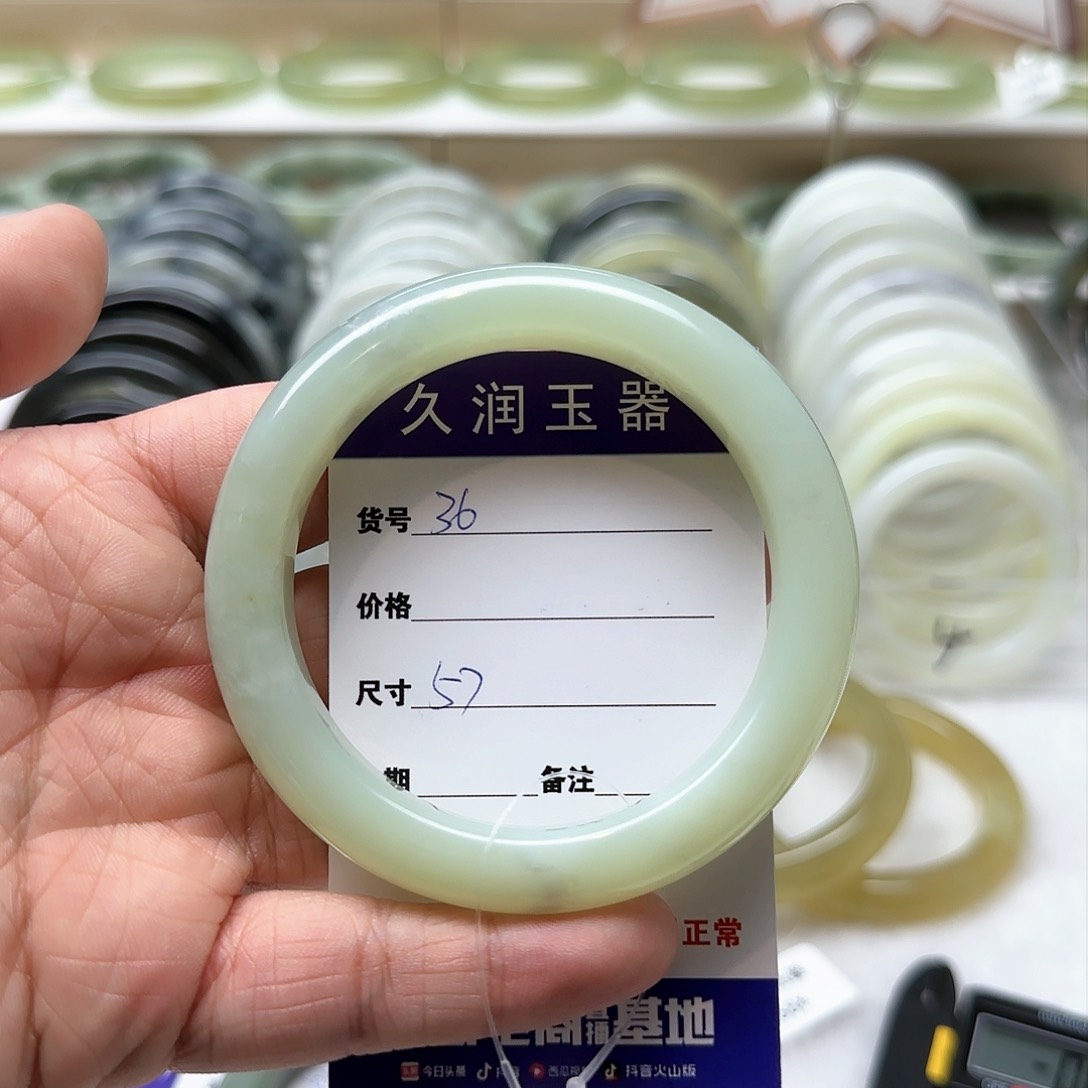 久润玉器
货号 36
价格
尺寸 57
期 备注
正常
基地
今日头条 抖音 西瓜视频 抖音火山版